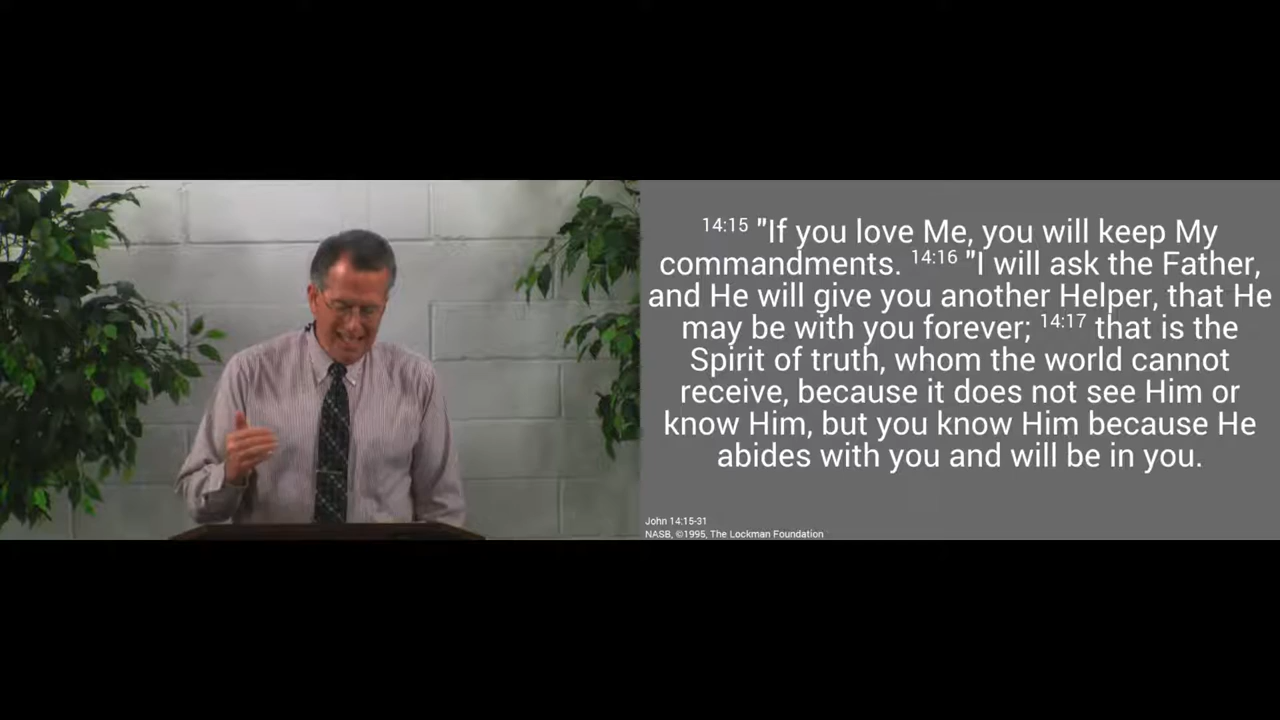 14:15 "If you love Me, you will keep My
commandments. 14:16 "I will ask the Father,
and He will give you another Helper, that He
may be with you forever; 14:17 that is the
Spirit of truth, whom the world cannot
receive, because it does not see Him or
know Him, but you know Him because He
abides with you and will be in you.
John 14:15-31
NASB, ©1995, The Lockman Foundation